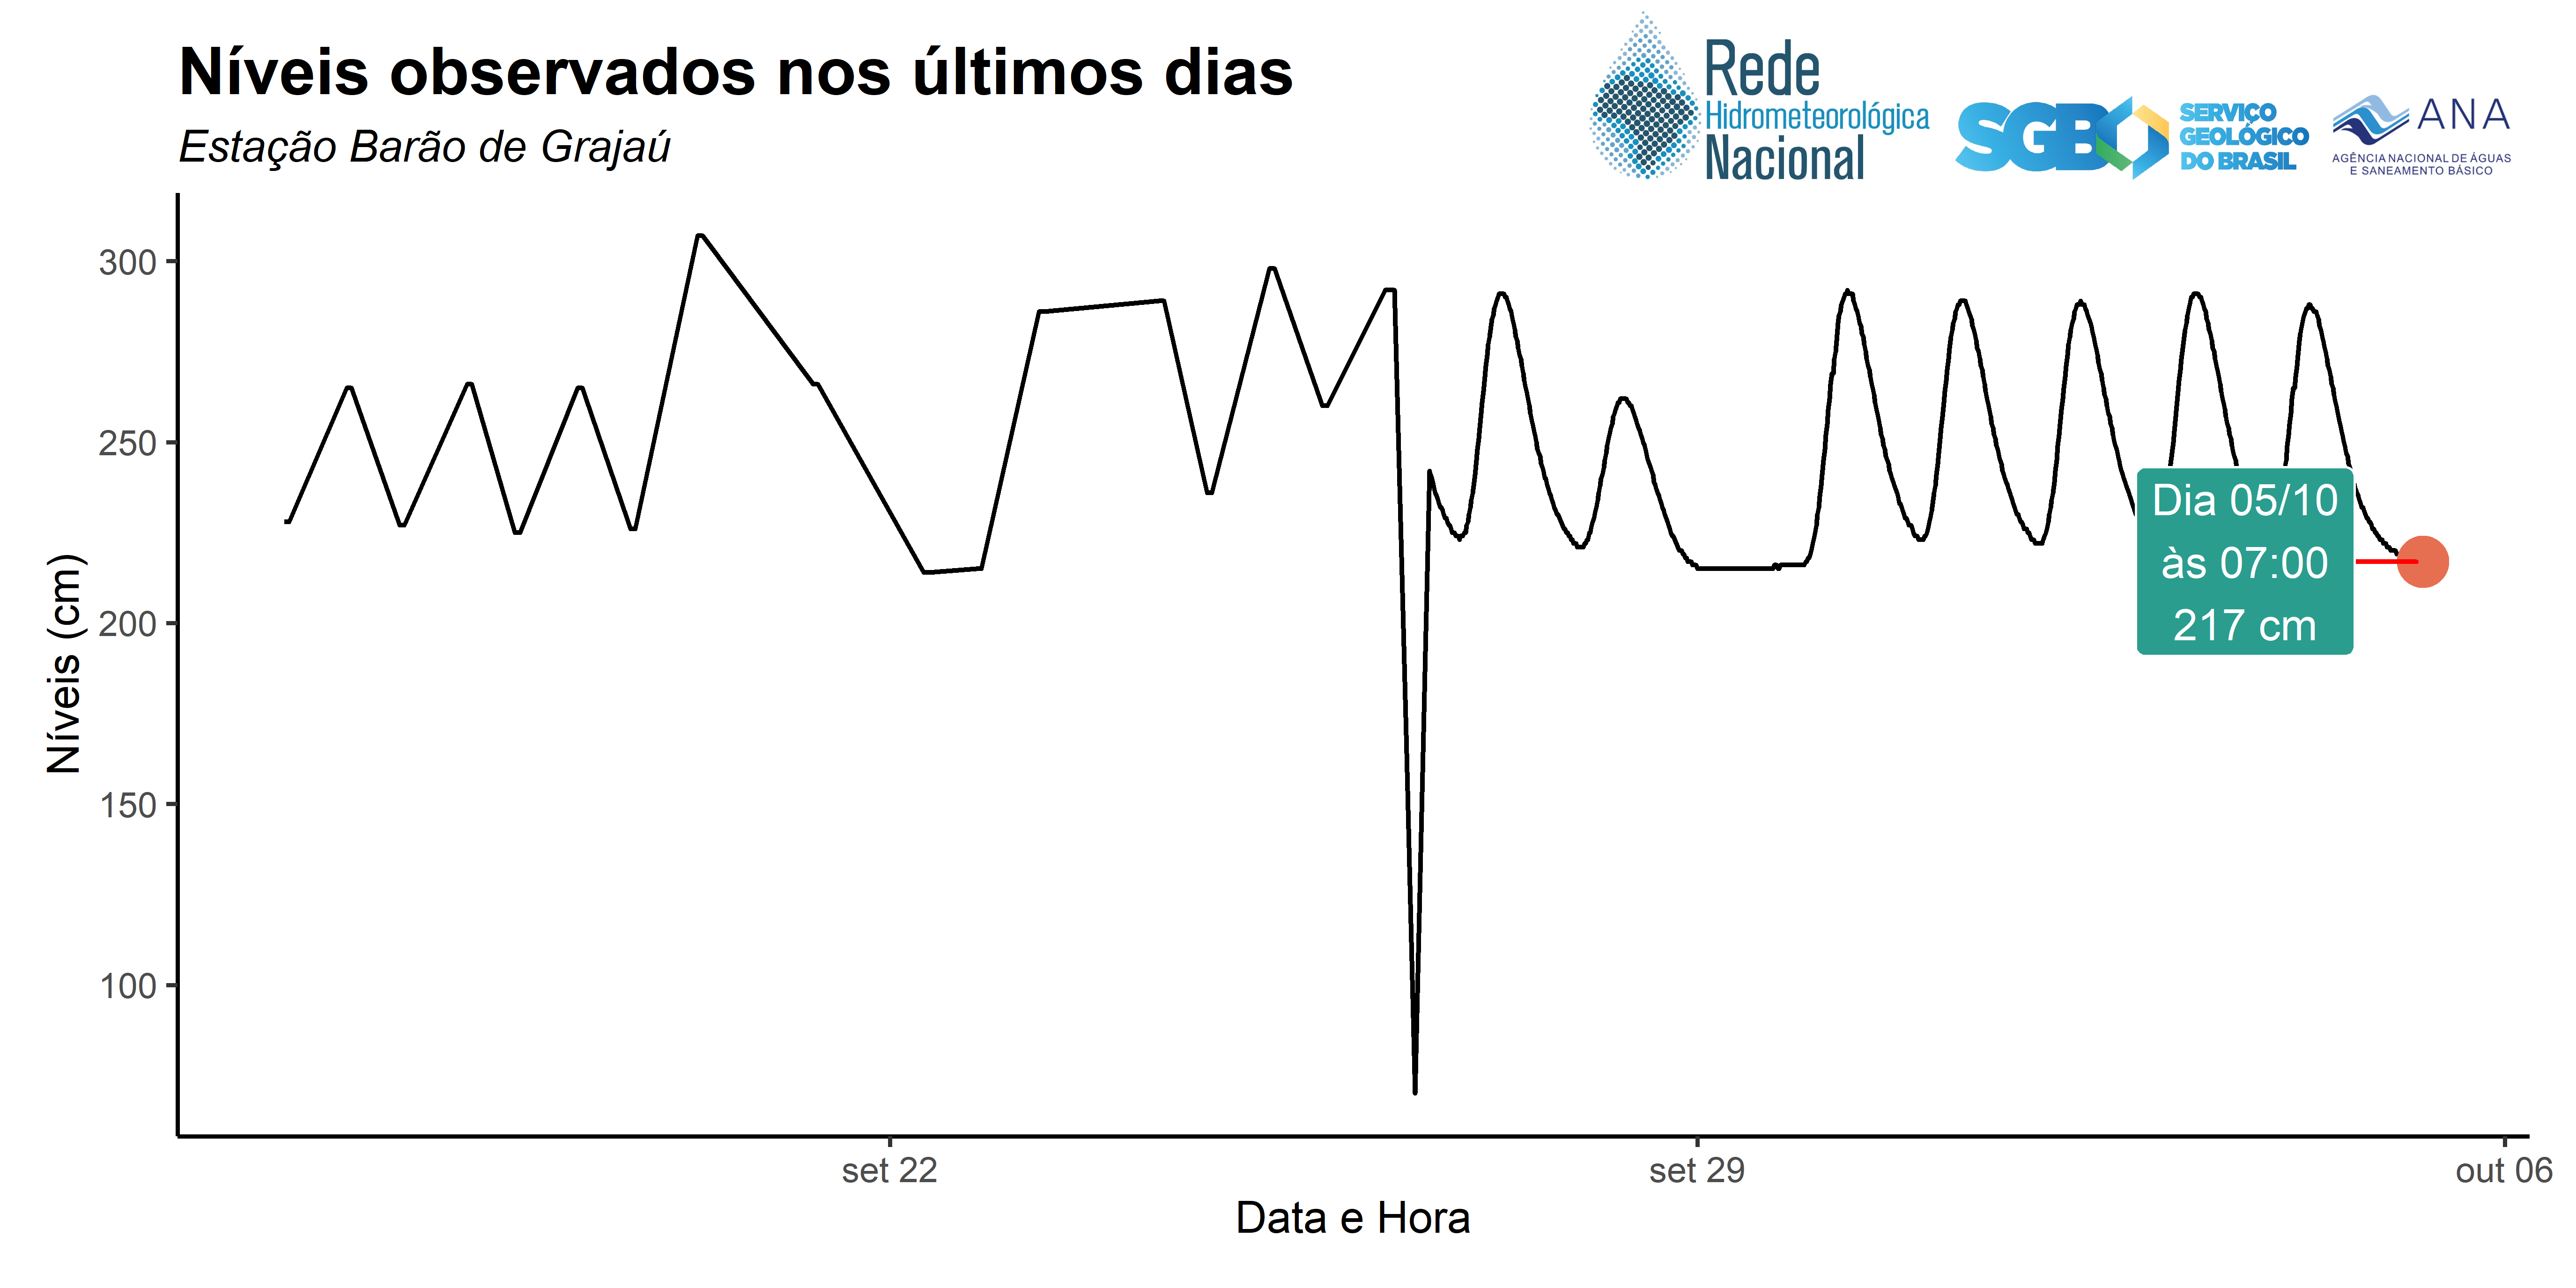 Níveis observados nos últimos dias
Estação Barão de Grajaú
Rede
Hidrometeorológica
Nacional
SGB
SERVIÇO
GEOLÓGICO
DO BRASIL
ANA
AGÊNCIA NACIONAL DE ÁGUAS
E SANEAMENTO BÁSICO
Níveis (cm)
300
250
200
150
100
Dia 05/10
às 07:00
217 cm
set 22
set 29
out 06
Data e Hora